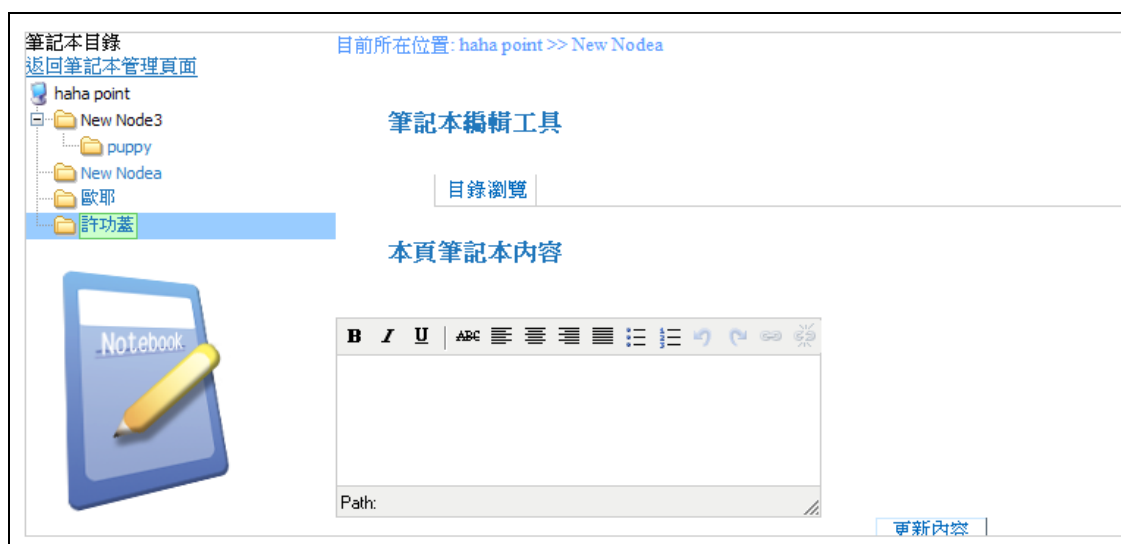 筆記本目錄
返回筆記本管理頁面
haha point
New Node3
puppy
New Nodea
歐耶
許功蓋
Notebook
目前所在位置: haha point >> New Nodea
筆記本編輯工具
目錄瀏覽
本頁筆記本內容
B I U ABC
Path:
更新內容